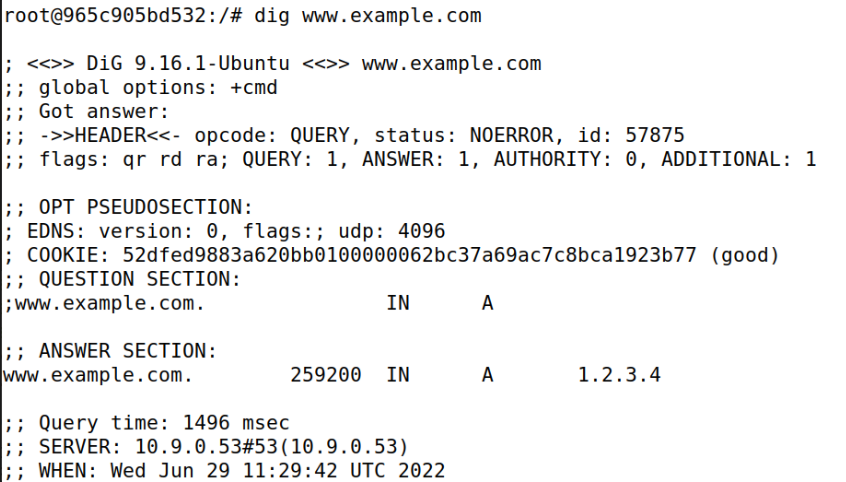 root@965c905bd532:/# dig www.example.com
; <<>> DiG 9.16.1-Ubuntu <<>> www.example.com
;; global options: +cmd
;; Got answer:
;; ->>HEADER<<- opcode: QUERY, status: NOERROR, id: 57875
;; flags: qr rd ra; QUERY: 1, ANSWER: 1, AUTHORITY: 0, ADDITIONAL: 1
;; OPT PSEUDOSECTION:
; EDNS: version: 0, flags:; udp: 4096
; COOKIE: 52dfed9883a620bb0100000062bc37a69ac7c8bca1923b77 (good)
;; QUESTION SECTION:
;www.example.com. IN A
;; ANSWER SECTION:
www.example.com. 259200 IN A 1.2.3.4
;; Query time: 1496 msec
;; SERVER: 10.9.0.53#53(10.9.0.53)
;; WHEN: Wed Jun 29 11:29:42 UTC 2022